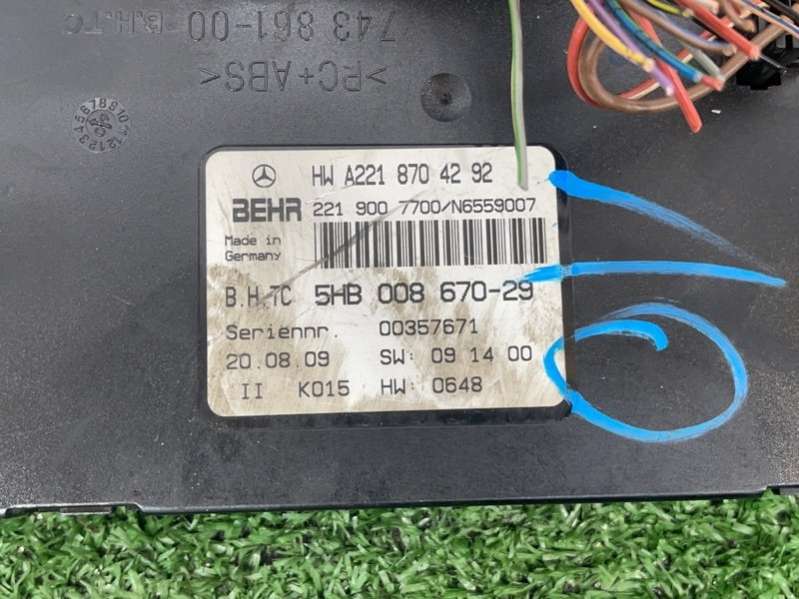 743 861-00 B.H.TC
>PC+ABS<
HW A221 870 42 92
BEHR 221 900 7700/N6559007
Made in
Germany
B.H.TC 5HB 008 670-29
Seriennr. 00357671
20.08.09 SW: 09 14 00
II K015 HW: 0648